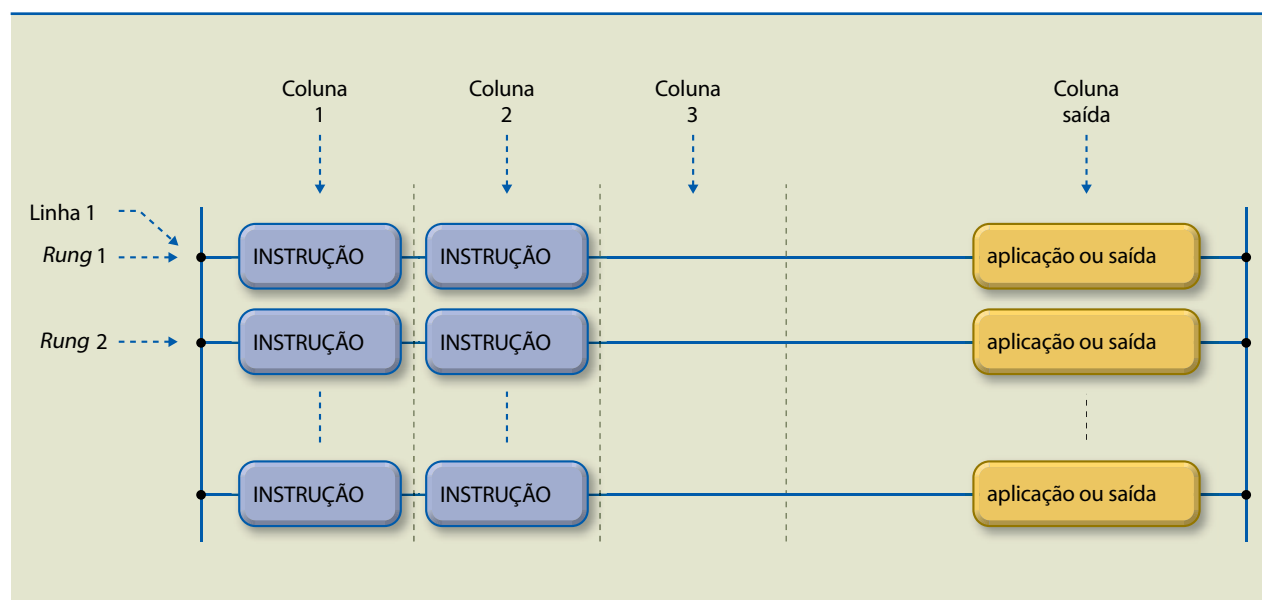 Coluna
1
Coluna
2
Coluna
3
Coluna
saída
Linha 1
Rung 1
INSTRUÇÃO
INSTRUÇÃO
aplicação ou saída
Rung 2
INSTRUÇÃO
INSTRUÇÃO
aplicação ou saída
INSTRUÇÃO
INSTRUÇÃO
aplicação ou saída